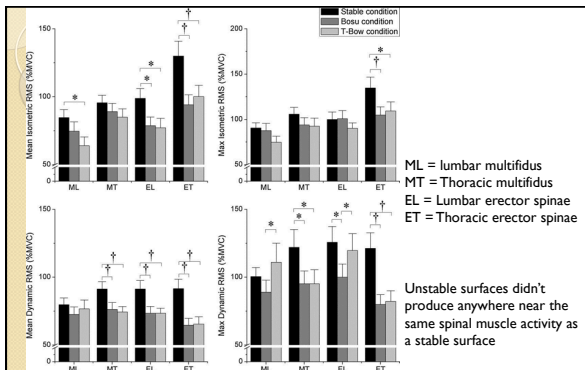 Stable condition
Bosu condition
T-Bow condition
Mean Isometric RMS (%MVC)
150
100
50
0
*
*
*
†
†
ML MT EL ET
Max Isometric RMS (%MVC)
200
150
100
50
0
*
†
ML MT EL ET
Mean Dynamic RMS (%MVC)
150
100
50
0
†
†
†
†
†
†
ML MT EL ET
Max Dynamic RMS (%MVC)
150
100
50
0
*
*
*
*
*
†
†
ML MT EL ET
ML = lumbar multifidus
MT = Thoracic multifidus
EL = Lumbar erector spinae
ET = Thoracic erector spinae
Unstable surfaces didn't
produce anywhere near the
same spinal muscle activity as
a stable surface